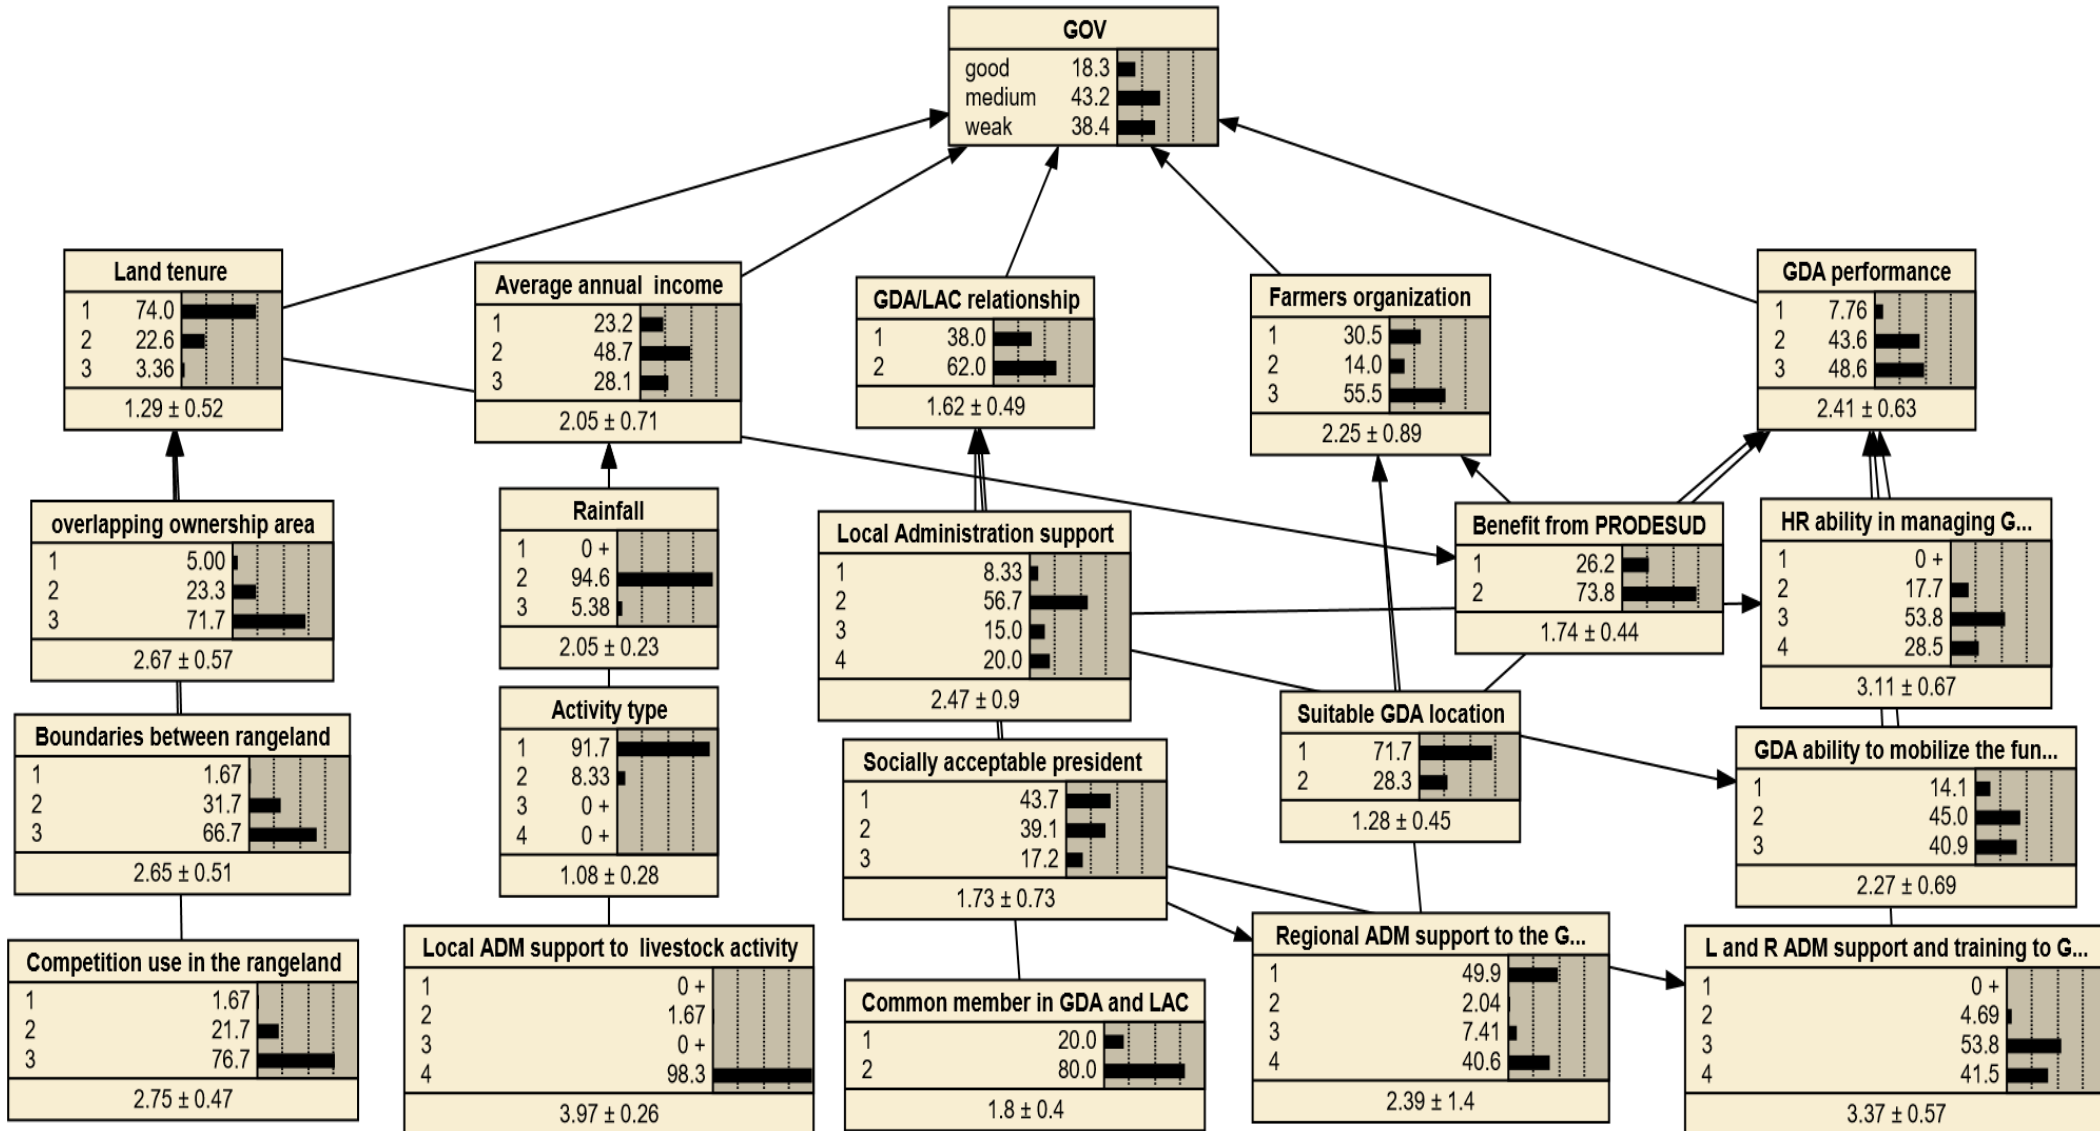 GOV
good 18.3
medium 43.2
weak 38.4
Land tenure
1 74.0
2 22.6
3 3.36
1.29 ± 0.52
Average annual income
1 23.2
2 48.7
3 28.1
2.05 ± 0.71
GDA/LAC relationship
1 38.0
2 62.0
1.62 ± 0.49
Farmers organization
1 30.5
2 14.0
3 55.5
2.25 ± 0.89
GDA performance
1 7.76
2 43.6
3 48.6
2.41 ± 0.63
overlapping ownership area
1 5.00
2 23.3
3 71.7
2.67 ± 0.57
Rainfall
1 0 +
2 94.6
3 5.38
2.05 ± 0.23
Local Administration support
1 8.33
2 56.7
3 15.0
4 20.0
2.47 ± 0.9
Benefit from PRODESUD
1 26.2
2 73.8
1.74 ± 0.44
HR ability in managing G...
1 0 +
2 17.7
3 53.8
4 28.5
3.11 ± 0.67
Boundaries between rangeland
1 1.67
2 31.7
3 66.7
2.65 ± 0.51
Activity type
1 91.7
2 8.33
3 0 +
4 0 +
1.08 ± 0.28
Socially acceptable president
1 43.7
2 39.1
3 17.2
1.73 ± 0.73
Suitable GDA location
1 71.7
2 28.3
1.28 ± 0.45
GDA ability to mobilize the fun...
1 14.1
2 45.0
3 40.9
2.27 ± 0.69
Competition use in the rangeland
1 1.67
2 21.7
3 76.7
2.75 ± 0.47
Local ADM support to livestock activity
1 0 +
2 1.67
3 0 +
4 98.3
3.97 ± 0.26
Common member in GDA and LAC
1 20.0
2 80.0
1.8 ± 0.4
Regional ADM support to the G...
1 49.9
2 2.04
3 7.41
4 40.6
2.39 ± 1.4
L and R ADM support and training to G...
1 0 +
2 4.69
3 53.8
4 41.5
3.37 ± 0.57